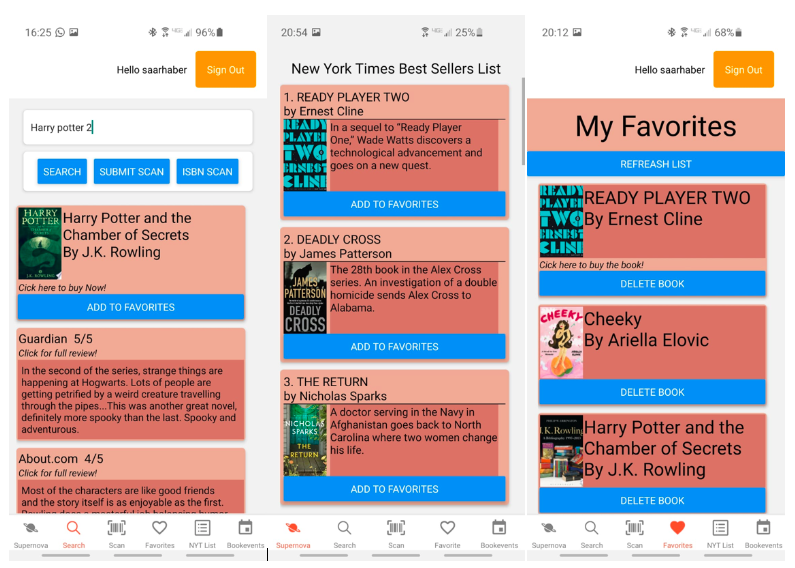 16:25
96%
Hello saarhaber
Sign Out
Harry potter 2
SEARCH
SUBMIT SCAN
ISBN SCAN
HARRY
POTTER
J.K. ROWLING
Harry Potter and the
Chamber of Secrets
By J.K. Rowling
Cick here to buy Now!
ADD TO FAVORITES
Guardian 5/5
Click for full review!
In the second of the series, strange things are
happening at Hogwarts. Lots of people are
getting petrified by a weird creature travelling
through the pipes...This was another great novel,
definitely more spooky than the last. Spooky and
adventurous.
About.com 4/5
Click for full review!
Most of the characters are like good friends
and the story itself is as enjoyable as the first.
Supernova
Search
Scan
Favorites
NYT List
Bookevents
20:54
25%
New York Times Best Sellers List
1. READY PLAYER TWO
by Ernest Cline
READY
PLAYER
TWO
ERNEST
CLINE
In a sequel to "Ready Player
One," Wade Watts discovers a
technological advancement and
goes on a new quest.
ADD TO FAVORITES
2. DEADLY CROSS
by James Patterson
JAMES
PATTERSON
DEADLY
CROSS
The 28th book in the Alex Cross
series. An investigation of a double
homicide sends Alex Cross to
Alabama.
ADD TO FAVORITES
3. THE RETURN
by Nicholas Sparks
NICHOLAS
SPARKS
THE
RETURN
A doctor serving in the Navy in
Afghanistan goes back to North
Carolina where two women change
his life.
ADD TO FAVORITES
Supernova
Search
Scan
Favorite
Bookevents
20:12
68%
Hello saarhaber
Sign Out
My Favorites
REFREASH LIST
READY
PLAYER
TWO
ERNEST
CLINE
READY PLAYER TWO
By Ernest Cline
Cick here to buy the book!
DELETE BOOK
CHEEKY
Cheeky
By Ariella Elovic
DELETE BOOK
J.K.Rowling
Harry Potter and the
Chamber of Secrets
By J.K. Rowling
DELETE BOOK
Supernova
Search
Scan
Favorites
NYT List
Bookevents